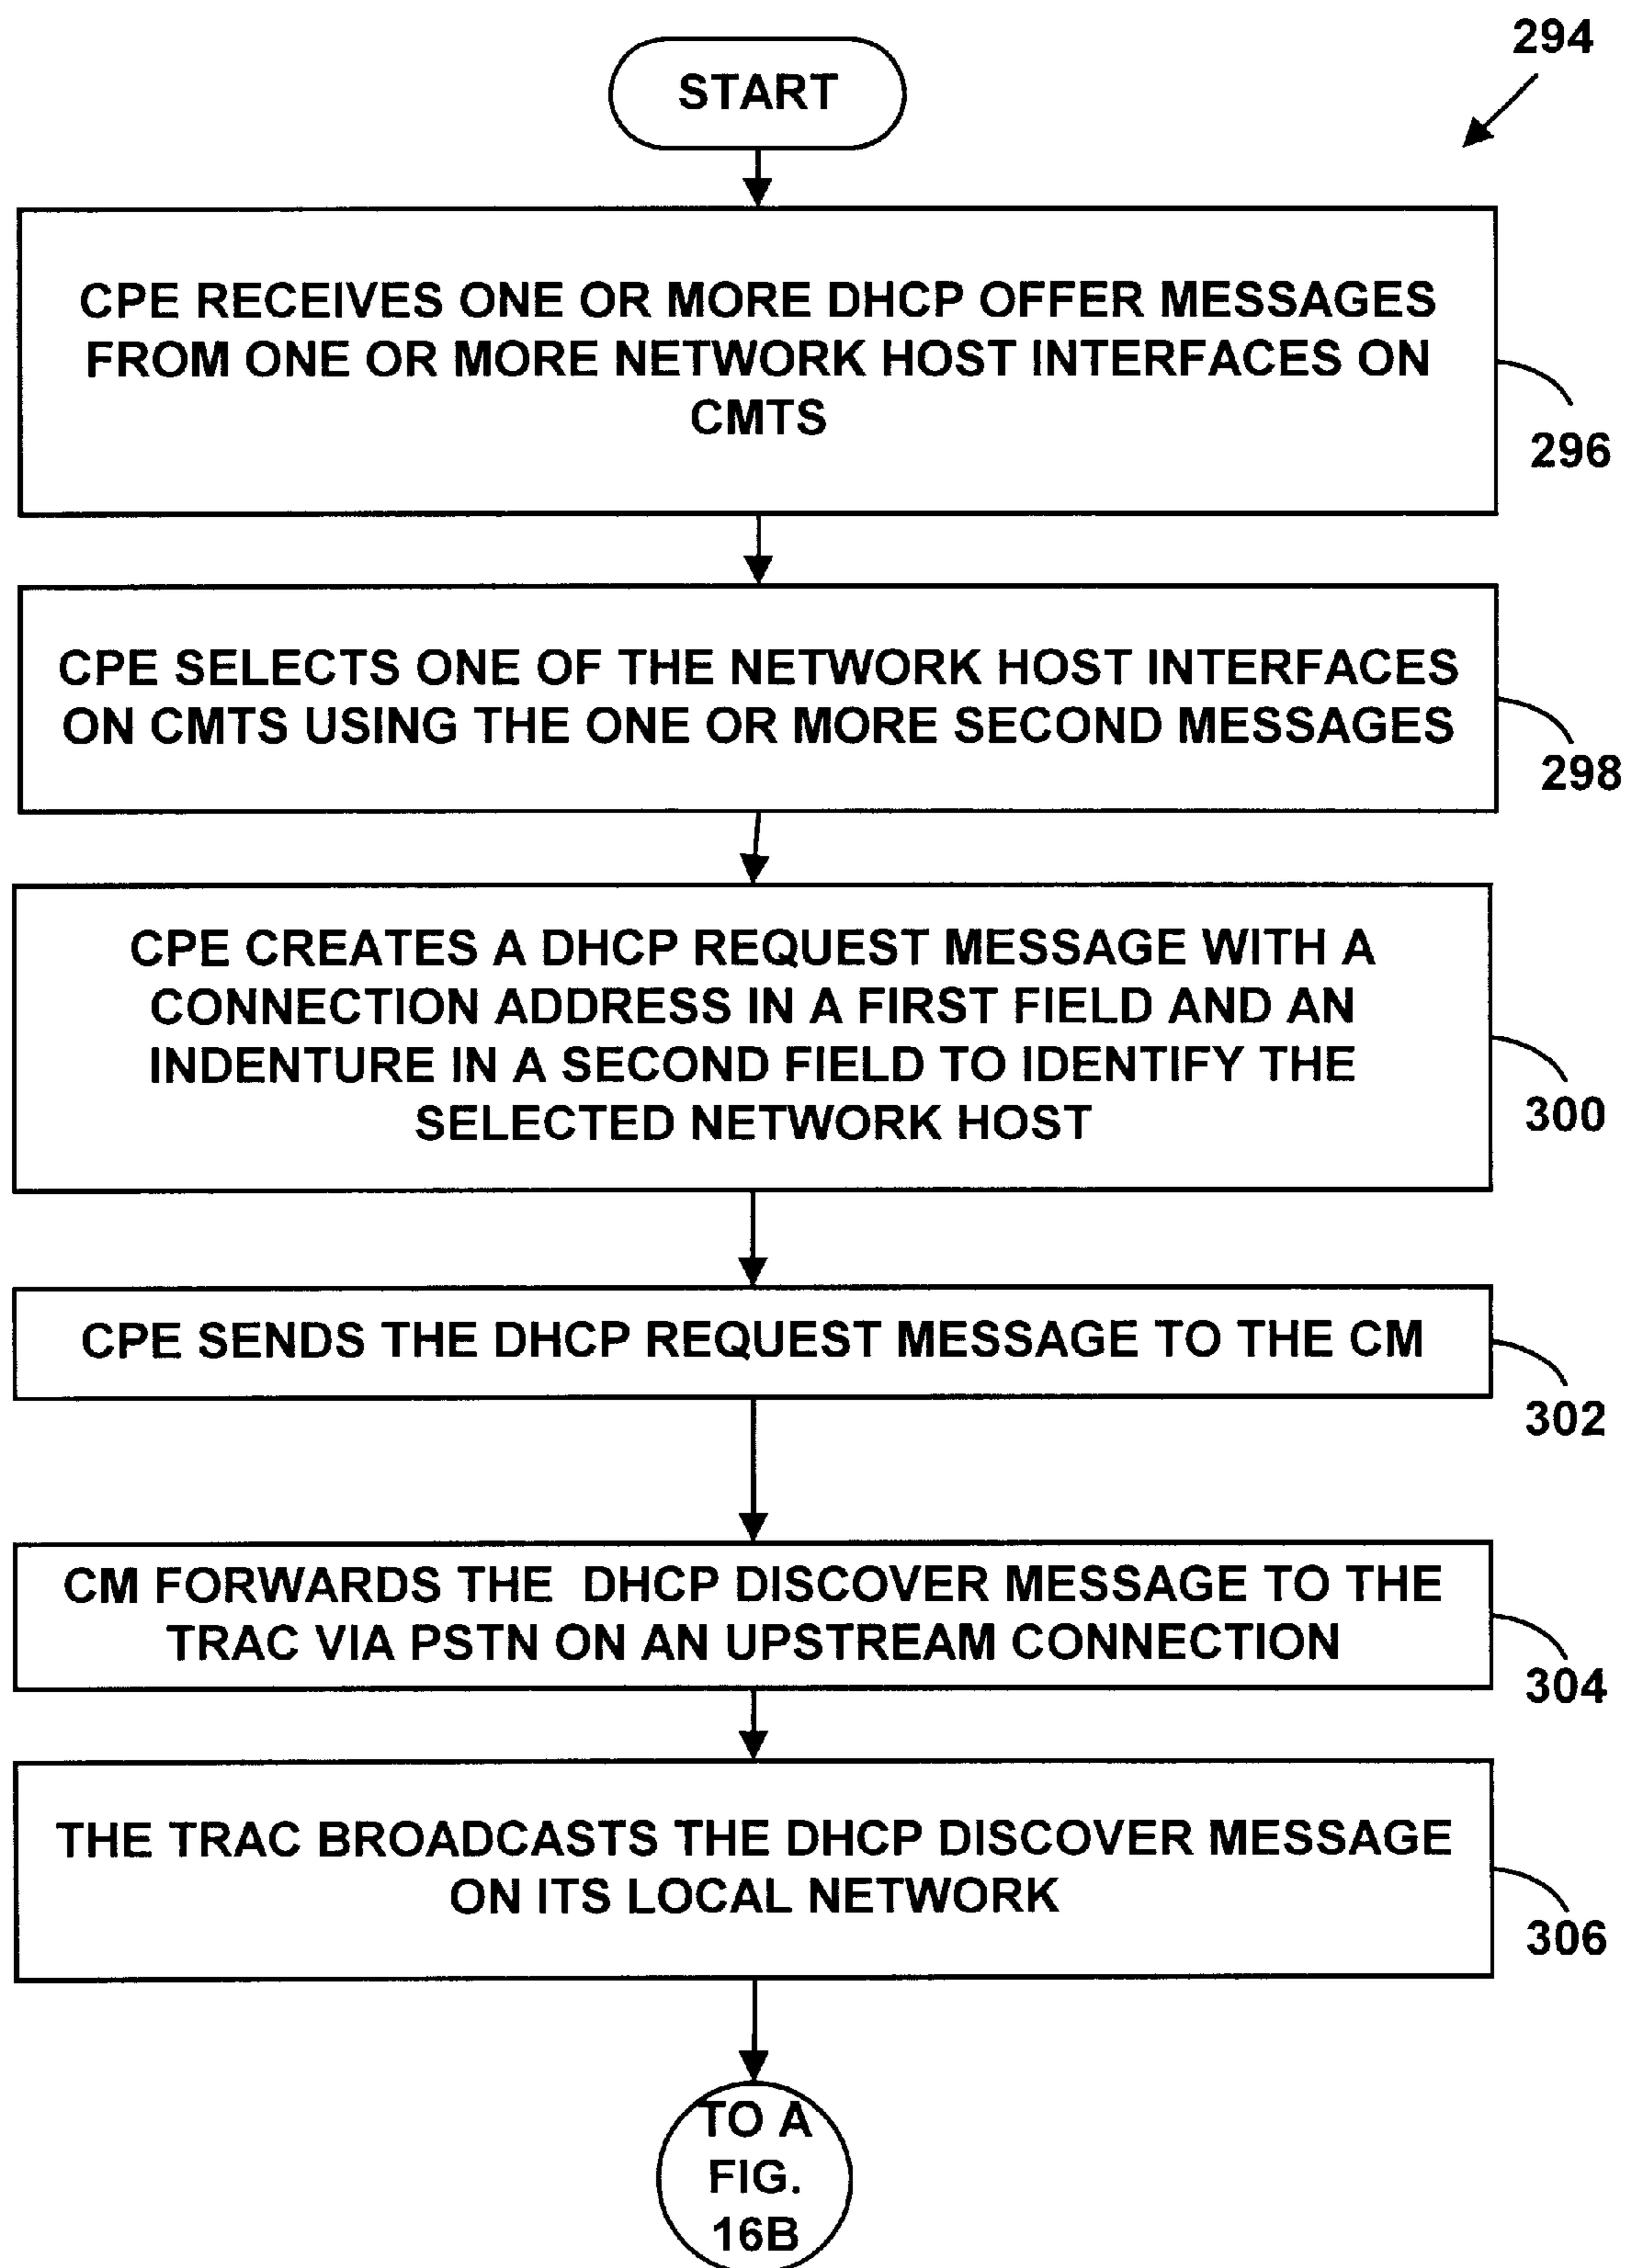 294
START
CPE RECEIVES ONE OR MORE DHCP OFFER MESSAGES
FROM ONE OR MORE NETWORK HOST INTERFACES ON
CMTS
296
CPE SELECTS ONE OF THE NETWORK HOST INTERFACES
ON CMTS USING THE ONE OR MORE SECOND MESSAGES
298
CPE CREATES A DHCP REQUEST MESSAGE WITH A
CONNECTION ADDRESS IN A FIRST FIELD AND AN
INDENTURE IN A SECOND FIELD TO IDENTIFY THE
SELECTED NETWORK HOST
300
CPE SENDS THE DHCP REQUEST MESSAGE TO THE CM
302
CM FORWARDS THE DHCP DISCOVER MESSAGE TO THE
TRAC VIA PSTN ON AN UPSTREAM CONNECTION
304
THE TRAC BROADCASTS THE DHCP DISCOVER MESSAGE
ON ITS LOCAL NETWORK
306
TO A
FIG.
16B